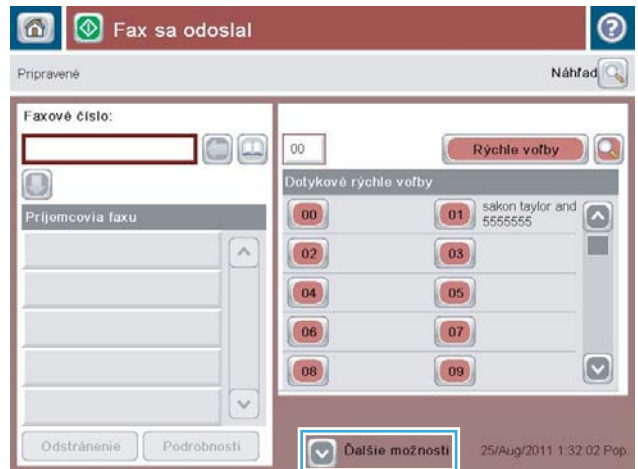 Fax sa odoslal
Pripravené
Náhľad
Faxové číslo:
Príjemcovia faxu
Odstránenie
Podrobnosti
00
Rýchle voľby
Dotykové rýchle voľby
00
01 sakon taylor and
5555555
02
03
04
05
06
07
08
09
Ďalšie možnosti
25/Aug/2011 1:32:02 Pop.